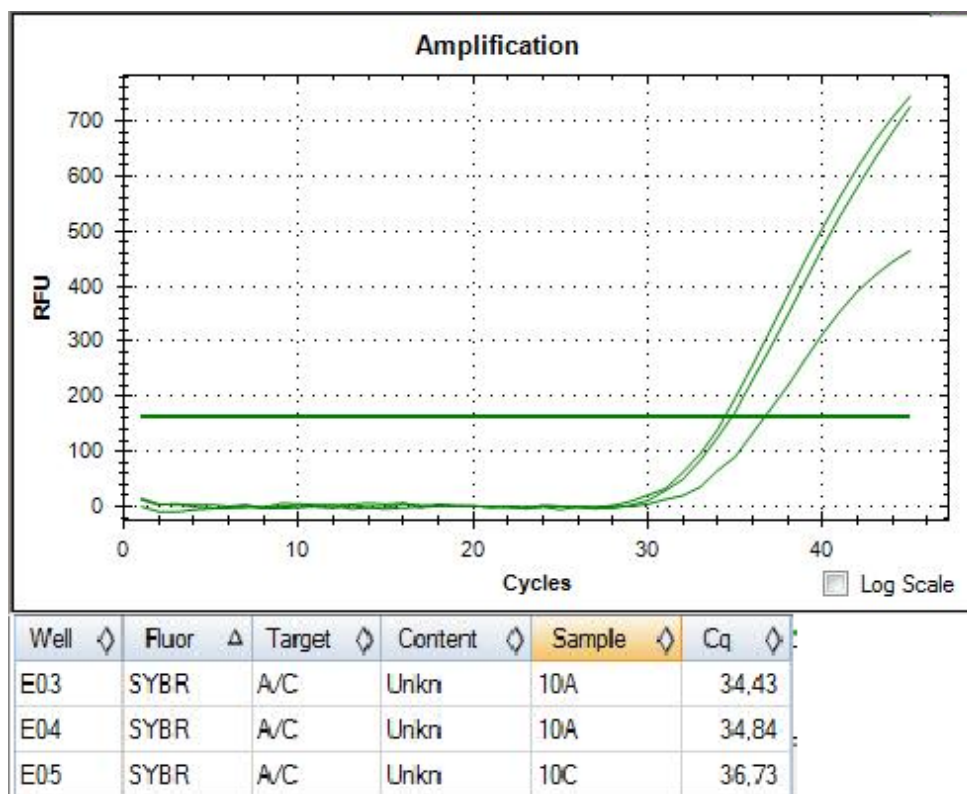 Amplification
700
600
500
400
300
200
100
0
RFU
0 10 20 30 40
Cycles
Log Scale
Well Fluor Target Content Sample Cq
E03 SYBR A/C Unkn 10A 34,43
E04 SYBR A/C Unkn 10A 34,84
E05 SYBR A/C Unkn 10C 36,73